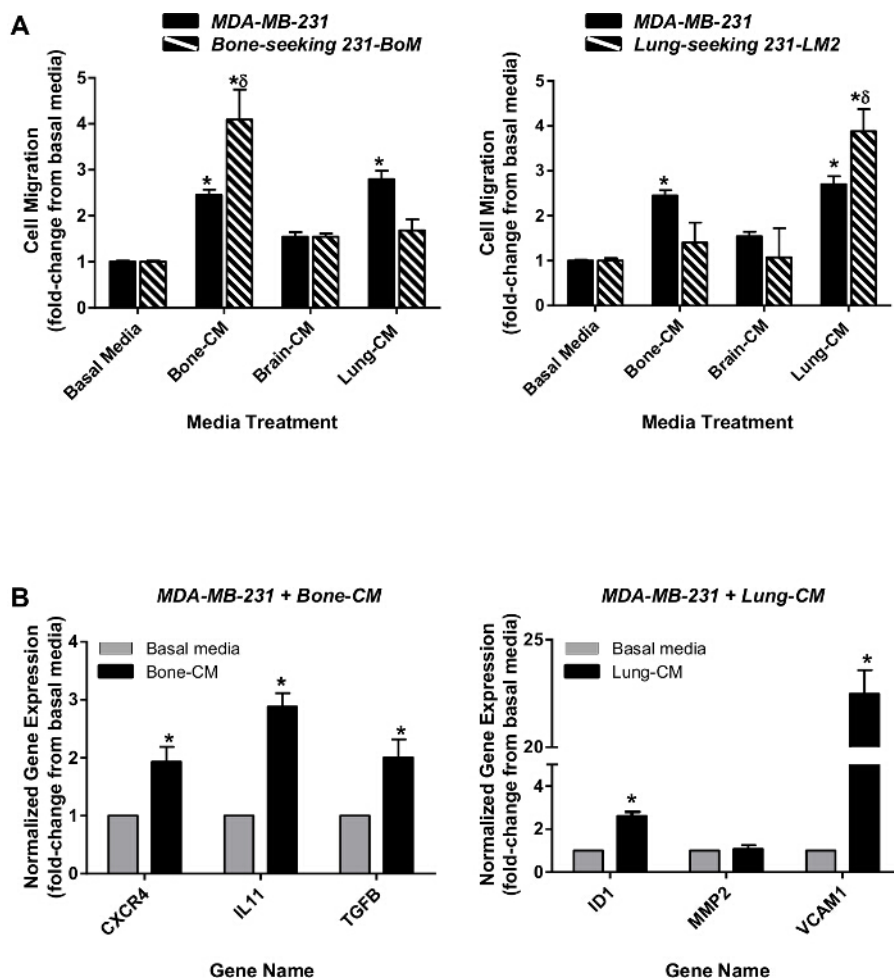 A
MDA-MB-231
Bone-seeking 231-BoM
Cell Migration
(fold-change from basal media)
5
4
3
2
1
0
*
*δ
*
Basal Media
Bone-CM
Brain-CM
Lung-CM
Media Treatment
MDA-MB-231
Lung-seeking 231-LM2
Cell Migration
(fold-change from basal media)
5
4
3
2
1
0
*
*
*δ
Basal Media
Bone-CM
Brain-CM
Lung-CM
Media Treatment
B
MDA-MB-231 + Bone-CM
Normalized Gene Expression
(fold-change from basal media)
4
3
2
1
0
Basal media
Bone-CM
*
*
*
CXCR4
IL11
TGFB
Gene Name
MDA-MB-231 + Lung-CM
Normalized Gene Expression
(fold-change from basal media)
25
20
4
2
0
Basal media
Lung-CM
*
*
ID1
MMP2
VCAM1
Gene Name